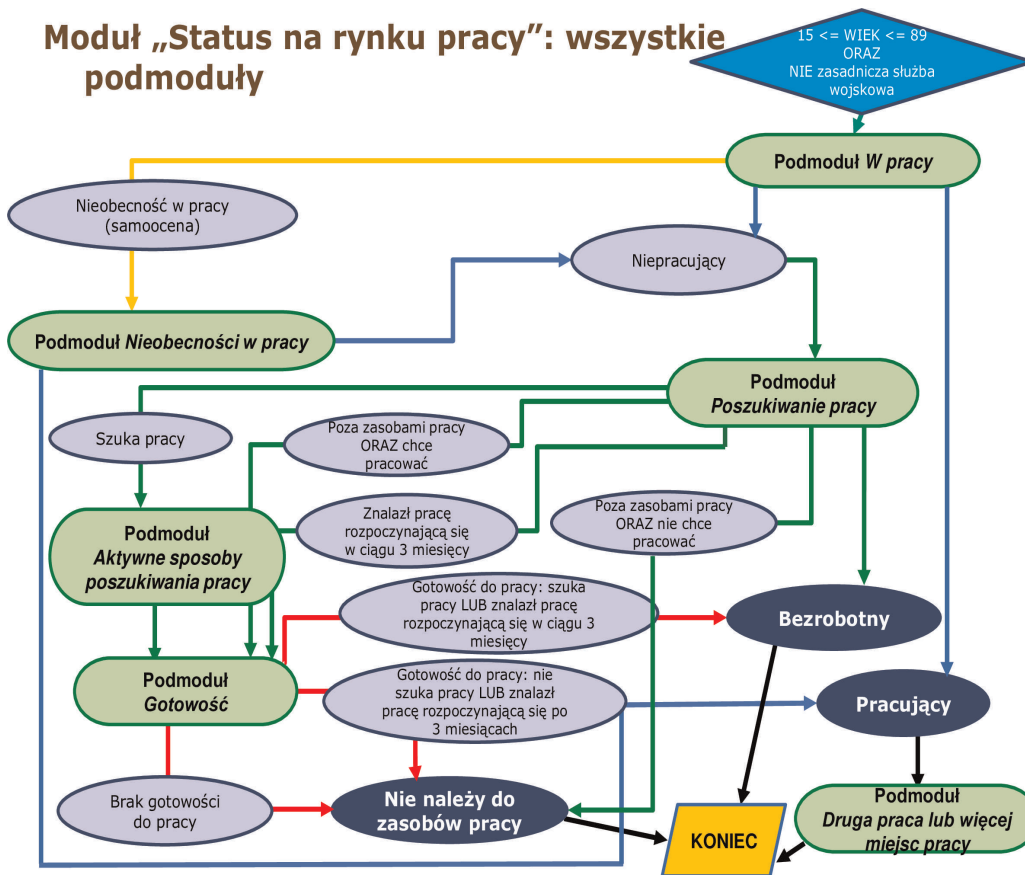 Moduł „Status na rynku pracy”: wszystkie
podmoduły
15 <= WIEK <= 89
ORAZ
NIE zasadnicza służba
wojskowa
Podmoduł W pracy
Nieobecność w pracy
(samoocena)
Niepracujący
Podmoduł Nieobecności w pracy
Podmoduł
Poszukiwanie pracy
Szuka pracy
Poza zasobami pracy
ORAZ chce
pracować
Znalazł pracę
rozpoczynającą się
w ciągu 3 miesięcy
Poza zasobami pracy
ORAZ nie chce
pracować
Podmoduł
Aktywne sposoby
poszukiwania pracy
Gotowość do pracy: szuka
pracy LUB znalazł pracę
rozpoczynającą się w ciągu 3
miesięcy
Bezrobotny
Podmoduł
Gotowość
Gotowość do pracy: nie
szuka pracy LUB znalazł
pracę rozpoczynającą się po
3 miesiącach
Pracujący
Brak gotowości
do pracy
Nie należy do
zasobów pracy
KONIEC
Podmoduł
Druga praca lub więcej
miejsc pracy